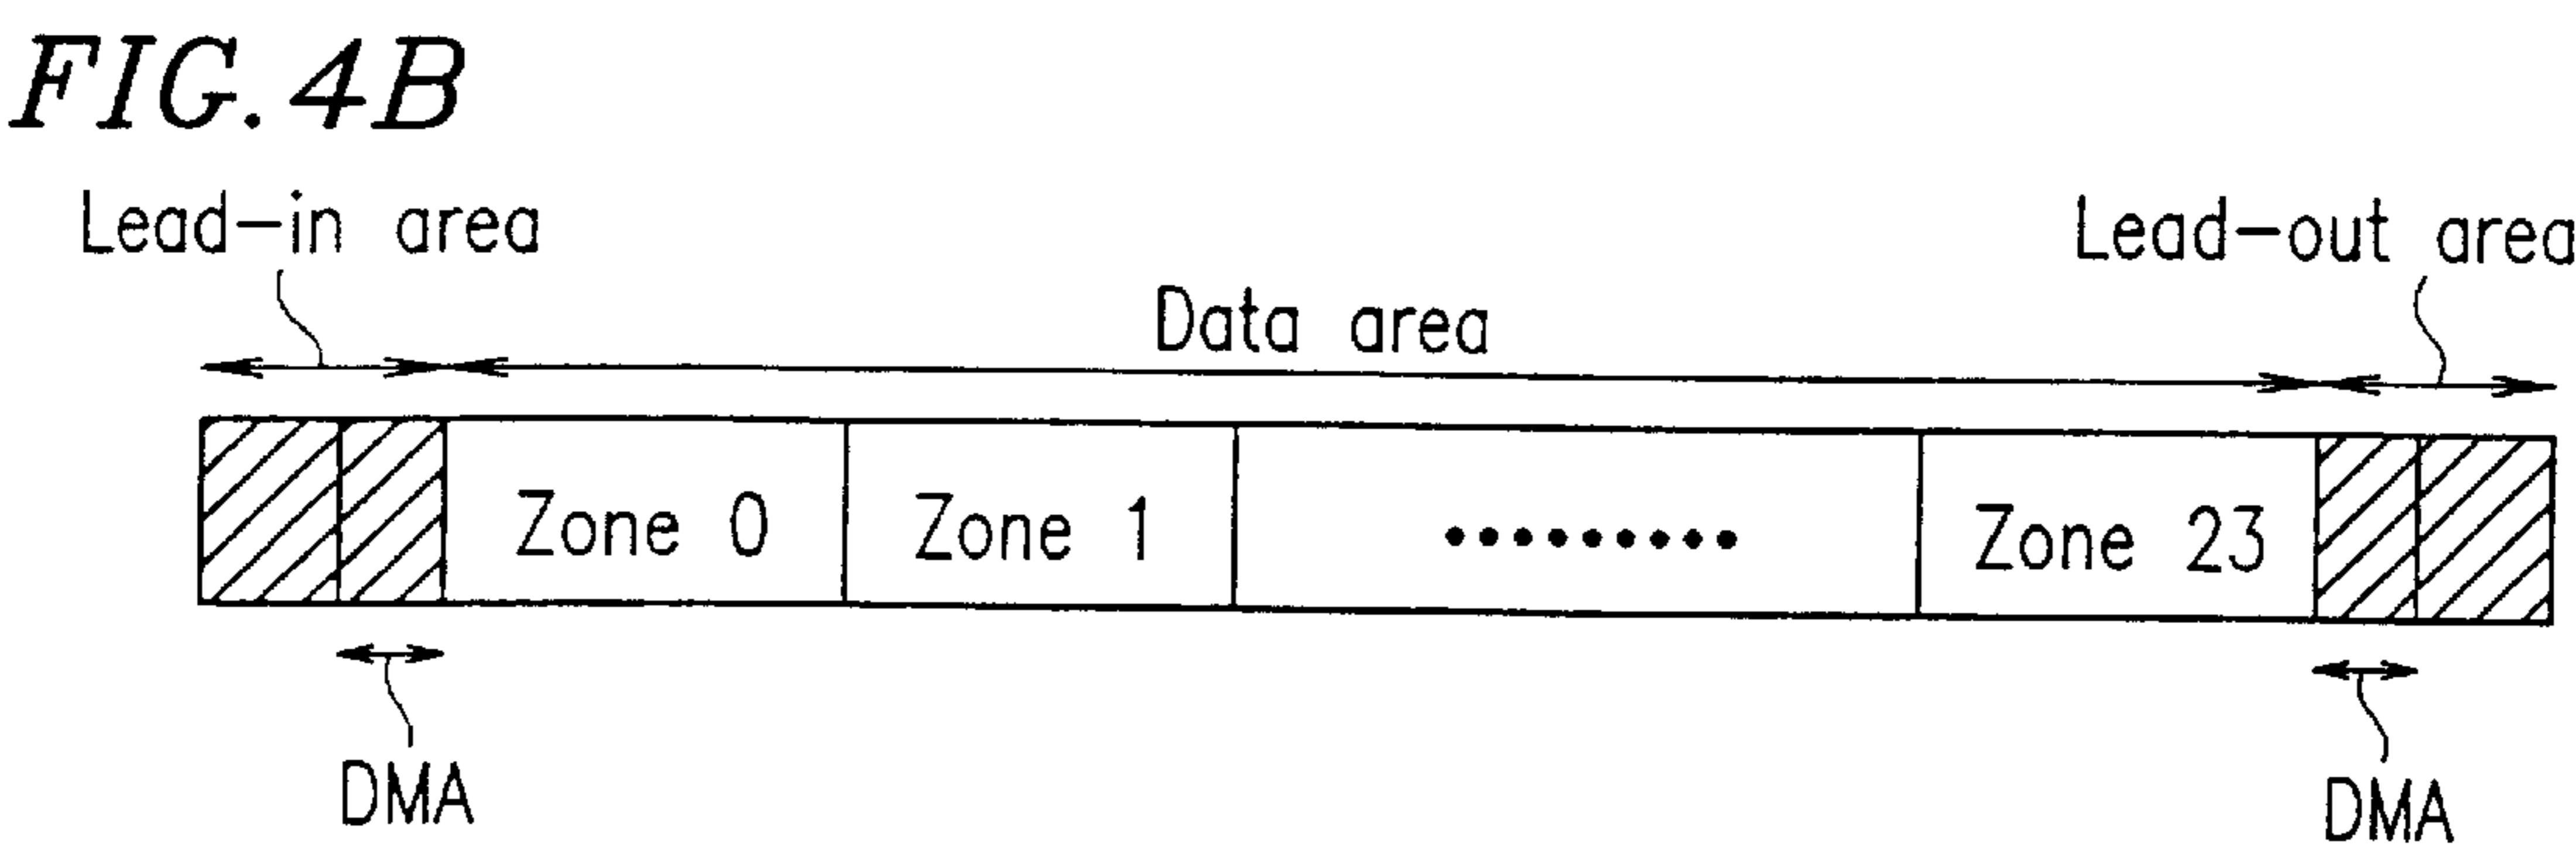 FIG. 4B
Lead-in area
Lead-out area
Data area
Zone 0
Zone 1
.........
Zone 23
DMA
DMA